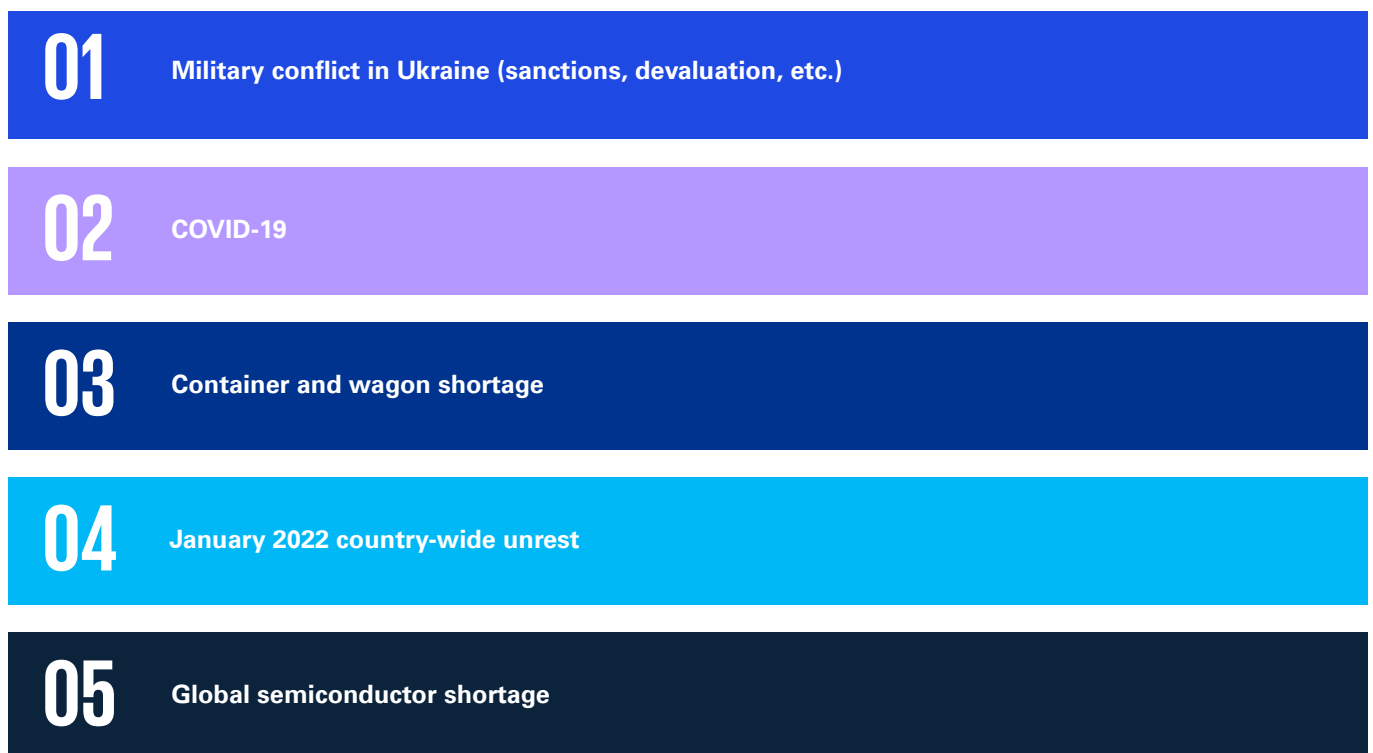 01
Military conflict in Ukraine (sanctions, devaluation, etc.)
02
COVID-19
03
Container and wagon shortage
04
January 2022 country-wide unrest
05
Global semiconductor shortage